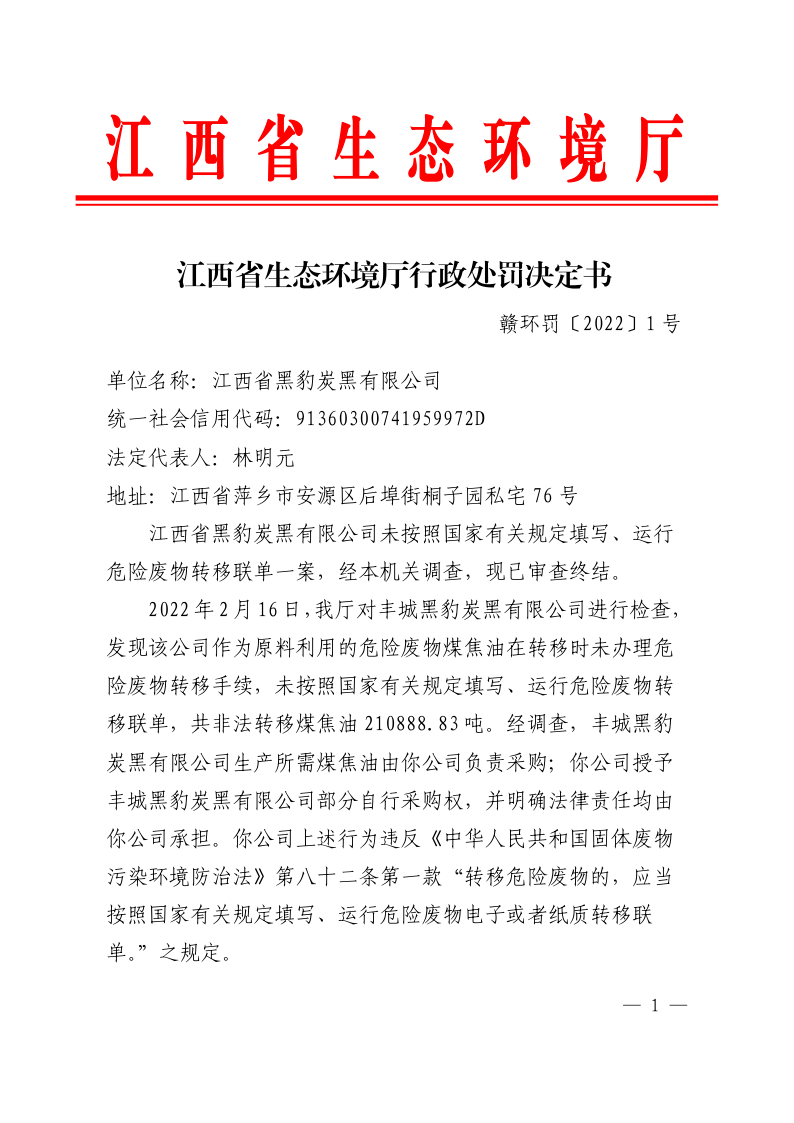 江西省生态环境厅
江西省生态环境厅行政处罚决定书
赣环罚〔2022〕1 号
单位名称：江西省黑豹炭黑有限公司
统一社会信用代码：91360300741959972D
法定代表人：林明元
地址：江西省萍乡市安源区后埠街桐子园私宅 76 号
江西省黑豹炭黑有限公司未按照国家有关规定填写、运行
危险废物转移联单一案，经本机关调查，现已审查终结。
2022 年 2 月 16 日，我厅对丰城黑豹炭黑有限公司进行检查，
发现该公司作为原料利用的危险废物煤焦油在转移时未办理危
险废物转移手续，未按照国家有关规定填写、运行危险废物转
移联单，共非法转移煤焦油 210888.83 吨。经调查，丰城黑豹
炭黑有限公司生产所需煤焦油由你公司负责采购；你公司授予
丰城黑豹炭黑有限公司部分自行采购权，并明确法律责任均由
你公司承担。你公司上述行为违反《中华人民共和国固体废物
污染环境防治法》第八十二条第一款“转移危险废物的，应当
按照国家有关规定填写、运行危险废物电子或者纸质转移联
单。”之规定。
— 1 —